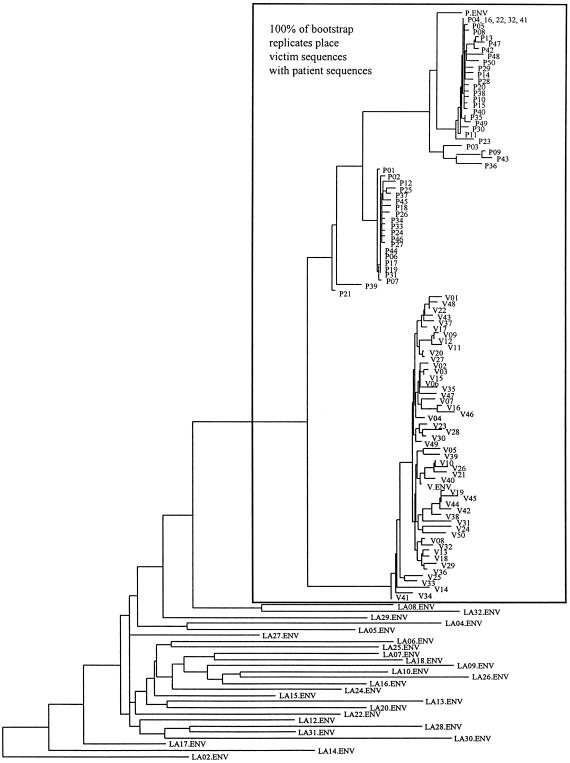 100% of bootstrap
replicates place
victim sequences
with patient sequences
P.ENV
P04, 16, 22, 32, 41
P05
P08
P13
P47
P42
P48
P50
P29
P14
P28
P20
P38
P10
P15
P40
P35
P49
P30
P11
P23
P03
P09
P43
P36
P01
P02
P12
P25
P37
P45
P18
P26
P34
P33
P24
P46
P27
P44
P06
P17
P19
P31
P07
P39
P21
V01
V48
V22
V43
V37
V17
V09
V12
V11
V20
V27
V02
V03
V15
V06
V35
V47
V07
V16
V46
V04
V23
V28
V30
V49
V05
V39
V10
V26
V21
V40
V.ENV
V19
V45
V44
V42
V38
V31
V24
V50
V08
V32
V13
V18
V29
V36
V25
V33
V14
V34
V41
LA08.ENV
LA32.ENV
LA29.ENV
LA04.ENV
LA05.ENV
LA27.ENV
LA06.ENV
LA25.ENV
LA07.ENV
LA18.ENV
LA09.ENV
LA10.ENV
LA26.ENV
LA16.ENV
LA24.ENV
LA15.ENV
LA13.ENV
LA20.ENV
LA22.ENV
LA12.ENV
LA28.ENV
LA31.ENV
LA30.ENV
LA17.ENV
LA14.ENV
LA02.ENV